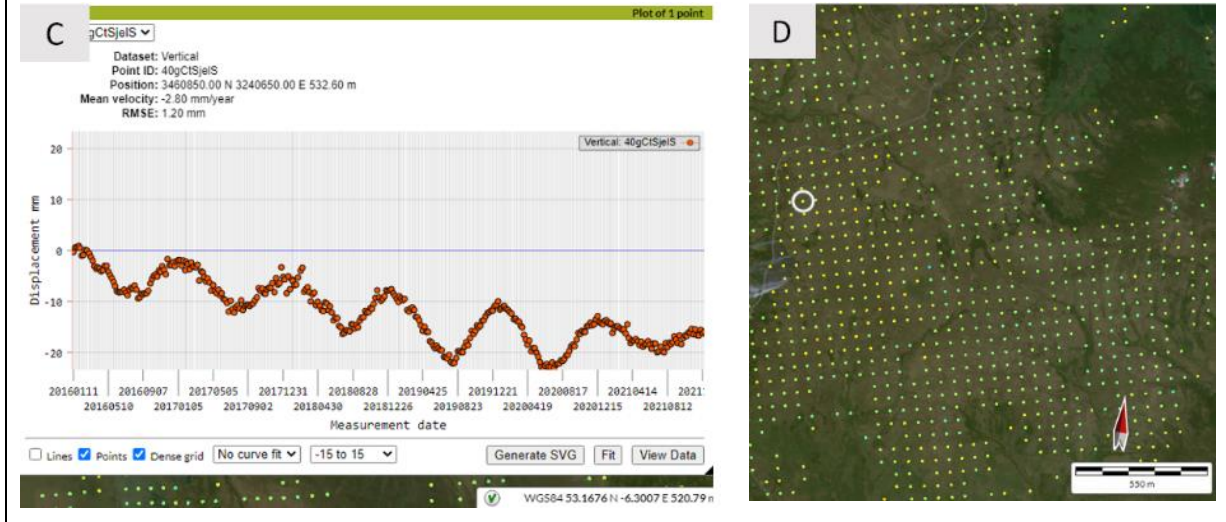 C
Plot of 1 point
gCtSjelS
Dataset: Vertical
Point ID: 40gCtSjelS
Position: 3460850.00 N 3240650.00 E 532.60 m
Mean velocity: -2.80 mm/year
RMSE: 1.20 mm
Displacement mm
20
10
0
-10
-20
Vertical: 40gCtSjelS
20160111 20160907 20170505 20171231 20180828 20190425 20191221 20200817 20210414 2021
20160510 20170105 20170902 20180430 20181226 20190823 20200419 20201215 20210812
Measurement date
Lines Points Dense grid No curve fit -15 to 15 Generate SVG Fit View Data
WGS84 53.1676 N -6.3007 E 520.79 m
D
550 m